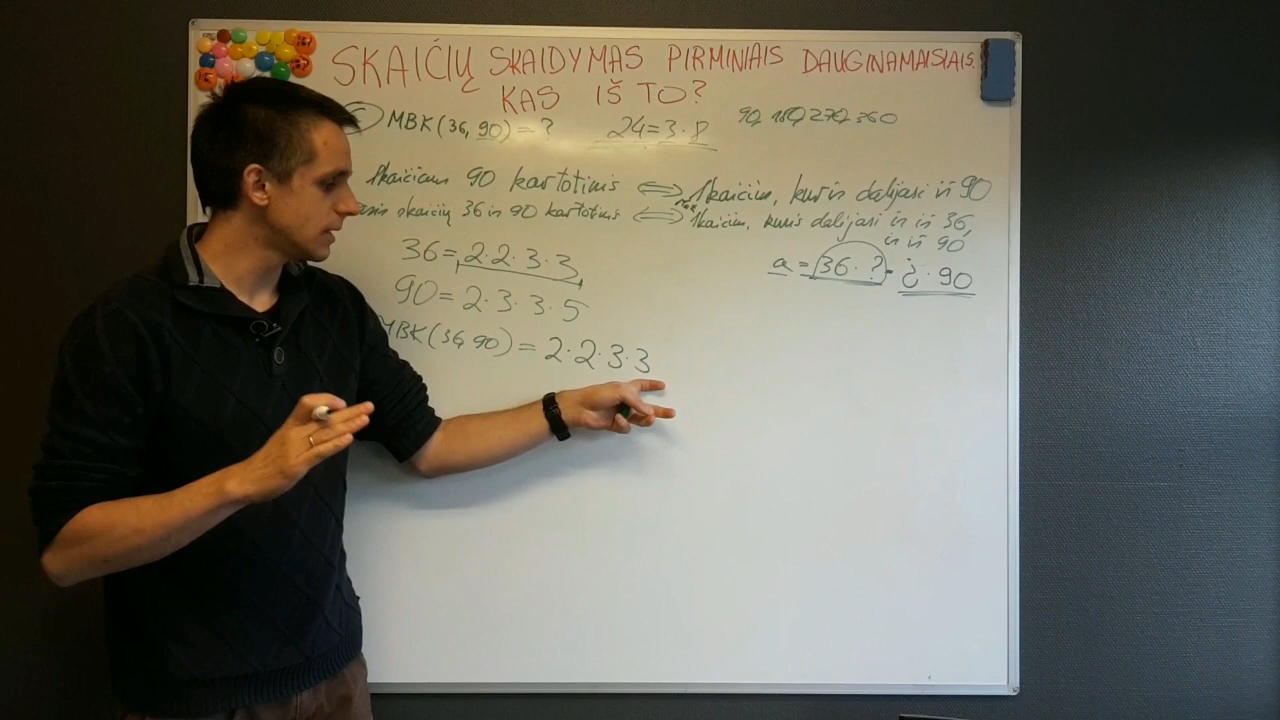 SKAIČIŲ SKAIDYMAS PIRMINIAIS DAUGINAMAISIAIS.
KAS IŠ TO?
MBK(36, 90) = ? 24=3·8 90, 180, 270, 360
Skaičiaus 90 kartotinis ⟺ Skaičius, kuris dalijasi iš 90
skaičių 36 ir 90 kartotinis ⟺ Skaičius, kuris dalijasi ir iš 36,
ir iš 90
36=2·2·3·3 a = 36·? = ¿·90
90=2·3·3·5
MBK(36, 90) = 2·2·3·3